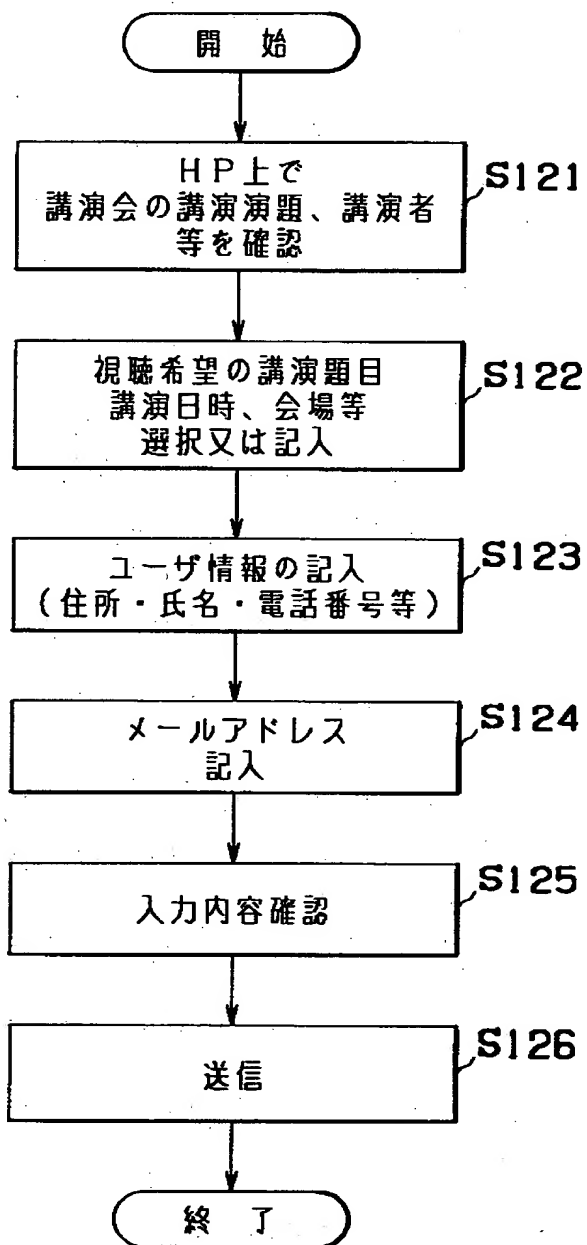 開始
HP上で
講演会の講演演題、講演者
等を確認
S121
視聴希望の講演題目
講演日時、会場等
選択又は記入
S122
ユーザ情報の記入
(住所・氏名・電話番号等)
S123
メールアドレス
記入
S124
入力内容確認
S125
送信
S126
終了